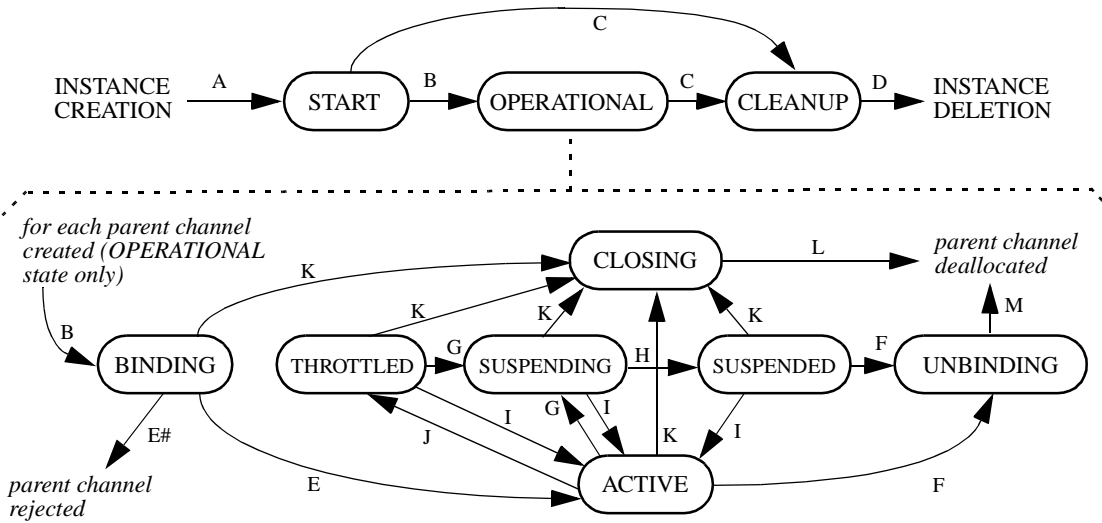 C
INSTANCE
CREATION
A
START
B
OPERATIONAL
C
CLEANUP
D
INSTANCE
DELETION
for each parent channel
created (OPERATIONAL
state only)
B
K
CLOSING
L
parent channel
deallocated
K
K
K
M
BINDING
THROTTLED
G
SUSPENDING
H
SUSPENDED
F
UNBINDING
E#
I
J
G
I
K
I
parent channel
rejected
E
ACTIVE
F